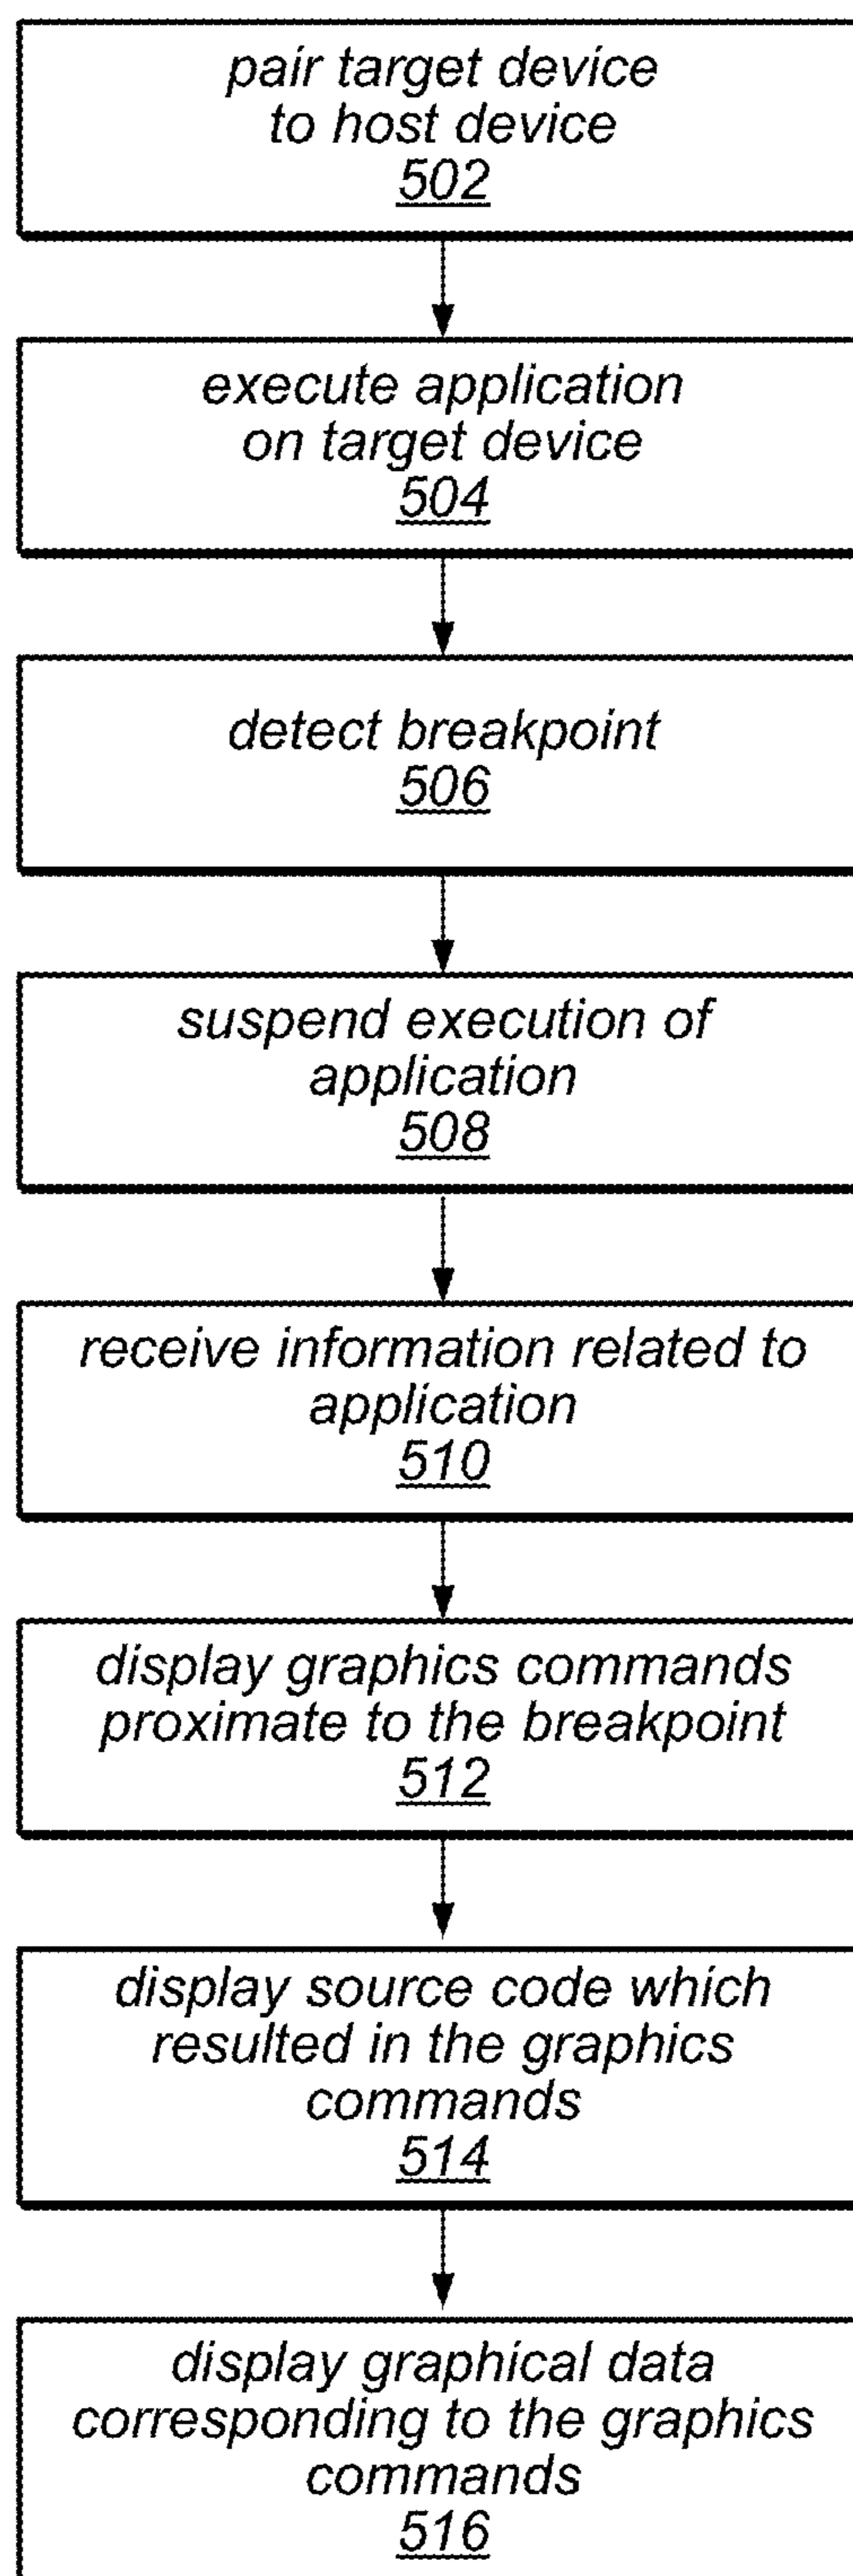 pair target device
to host device
502
execute application
on target device
504
detect breakpoint
506
suspend execution of
application
508
receive information related to
application
510
display graphics commands
proximate to the breakpoint
512
display source code which
resulted in the graphics
commands
514
display graphical data
corresponding to the graphics
commands
516